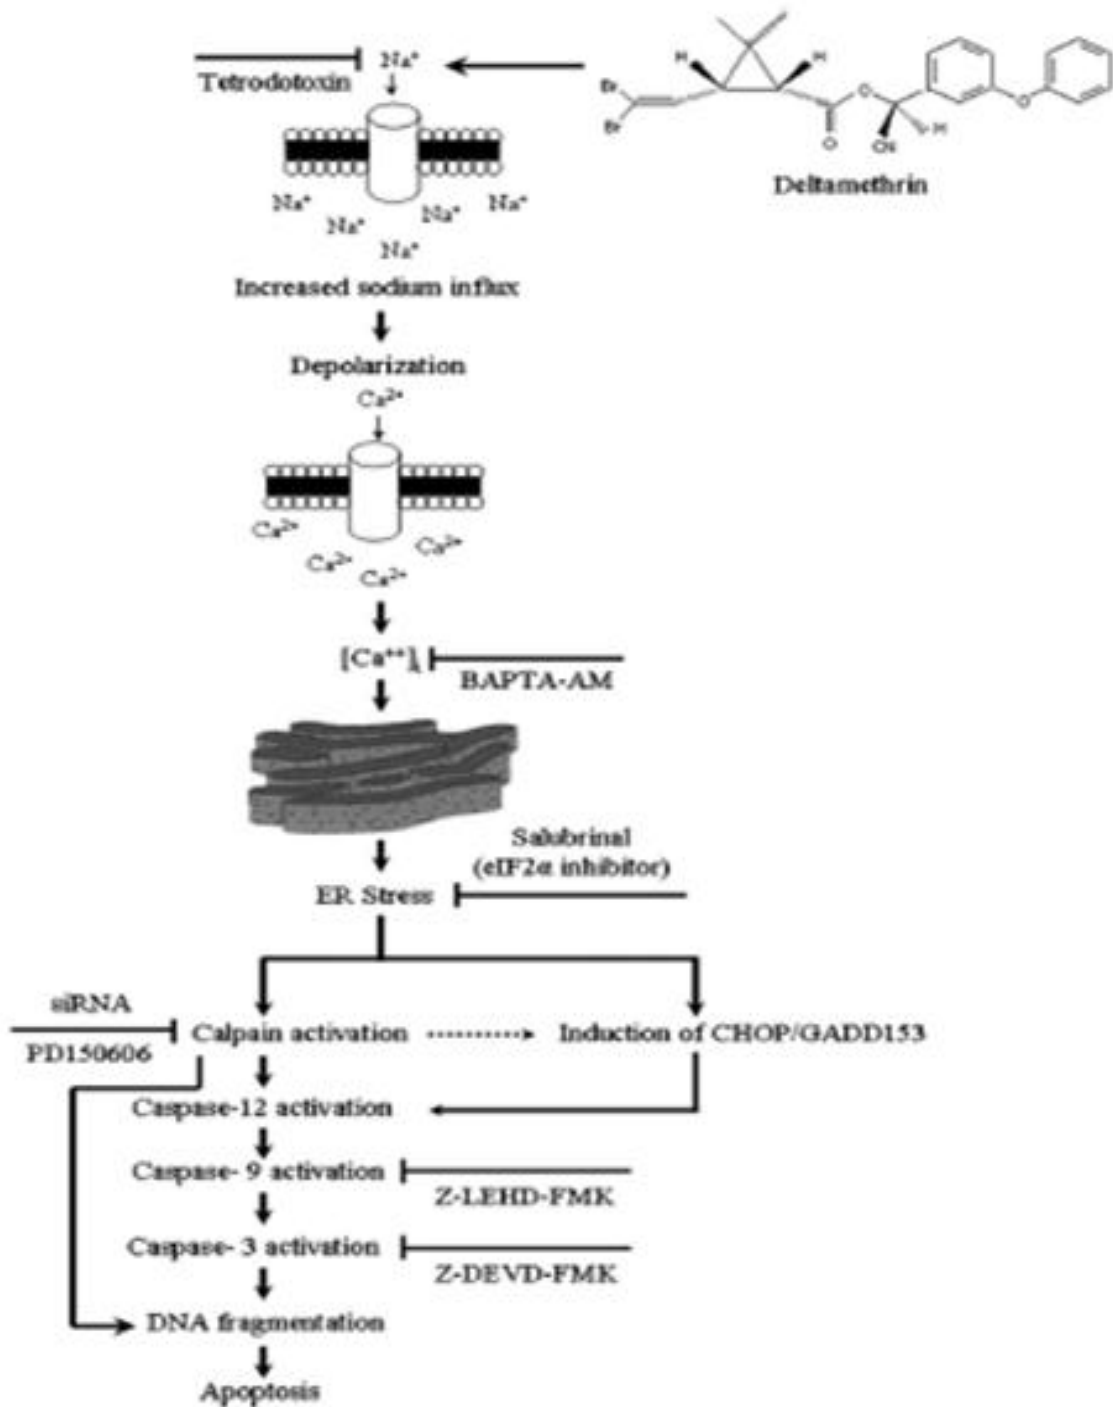 Na⁺
Tetrodotoxin
H
H
Br
Br
O
O
O
H
Deltamethrin
Na⁺
Na⁺
Na⁺
Na⁺
Na⁺
Increased sodium influx
Depolarization
Ca²⁺
Ca²⁺
Ca²⁺
Ca²⁺
Ca²⁺
[Ca⁺⁺]i
BAPTA-AM
Salubrinal
(eIF2α inhibitor)
ER Stress
siRNA
PD150606
Calpain activation
Induction of CHOP/GADD153
Caspase-12 activation
Caspase- 9 activation
Z-LEHD-FMK
Caspase- 3 activation
Z-DEVD-FMK
DNA fragmentation
Apoptosis